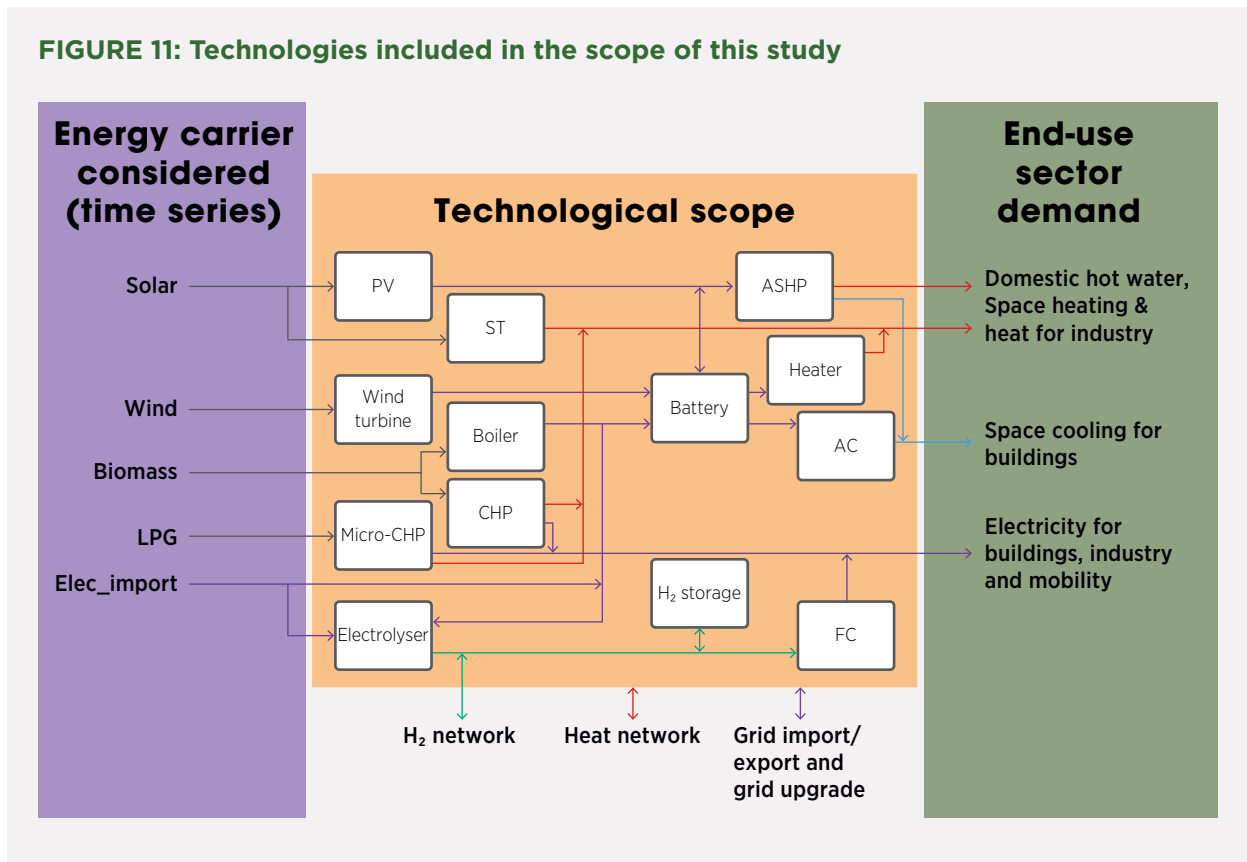 FIGURE 11: Technologies included in the scope of this study
Energy carrier
considered
(time series)
Solar
Wind
Biomass
LPG
Elec_import
Technological scope
PV
ST
Wind
turbine
Boiler
CHP
Micro-CHP
Electrolyser
ASHP
Heater
Battery
AC
H₂ storage
FC
H₂ network
Heat network
Grid import/
export and
grid upgrade
End-use
sector
demand
Domestic hot water,
Space heating &
heat for industry
Space cooling for
buildings
Electricity for
buildings, industry
and mobility